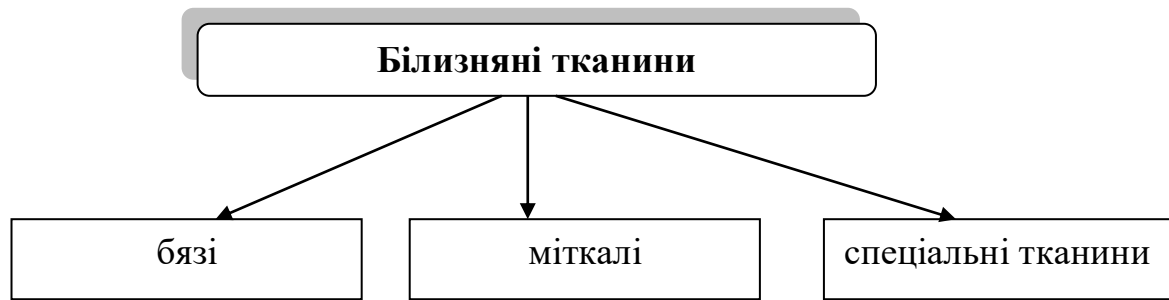 Білизняні тканини
бязі
міткалі
спеціальні тканини